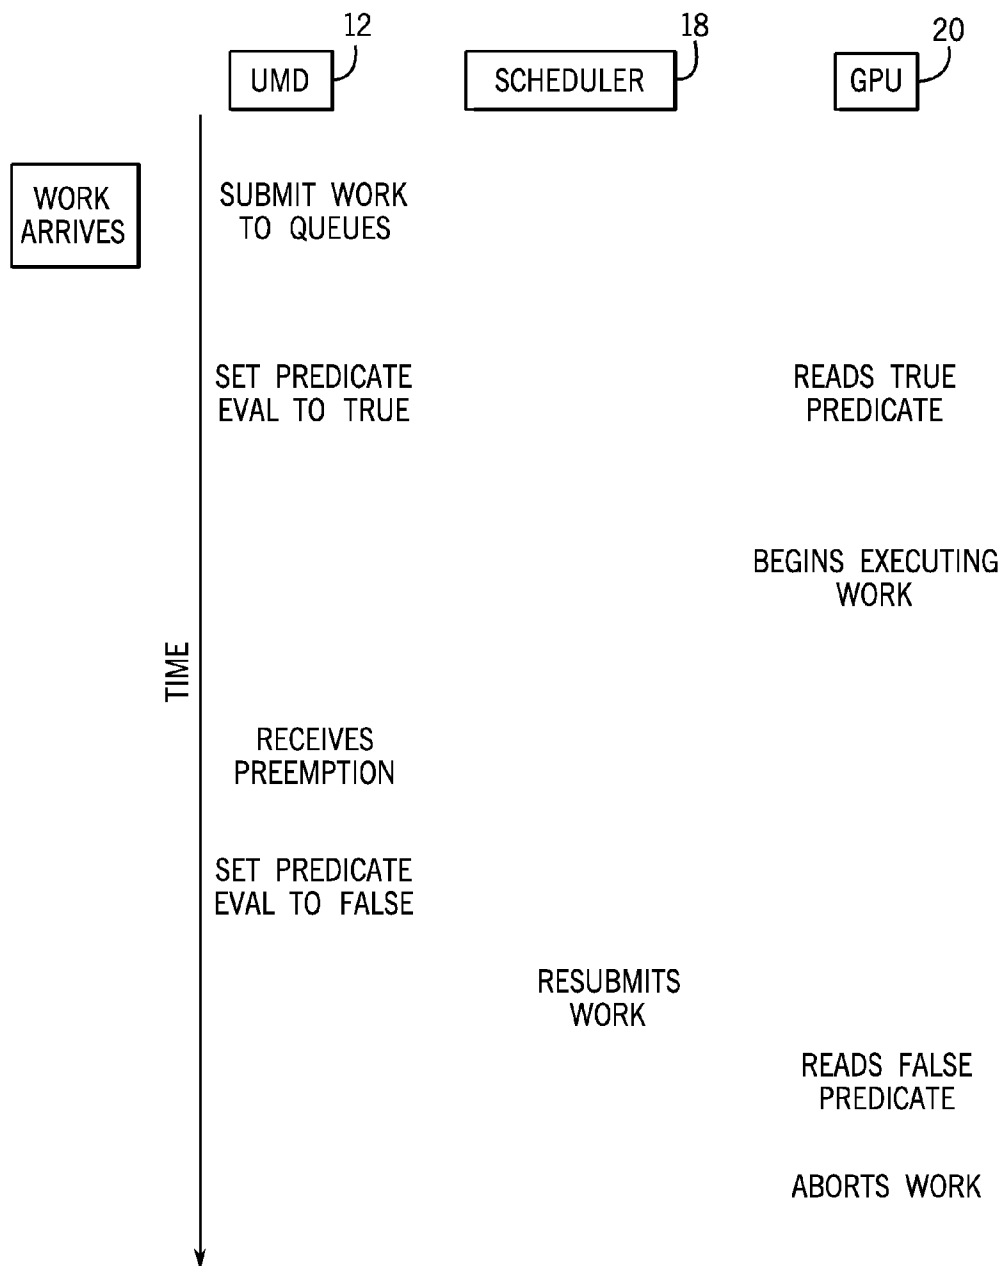 12
18
20
UMD
SCHEDULER
GPU
WORK
ARRIVES
SUBMIT WORK
TO QUEUES
SET PREDICATE
EVAL TO TRUE
READS TRUE
PREDICATE
BEGINS EXECUTING
WORK
TIME
RECEIVES
PREEMPTION
SET PREDICATE
EVAL TO FALSE
RESUBMITS
WORK
READS FALSE
PREDICATE
ABORTS WORK